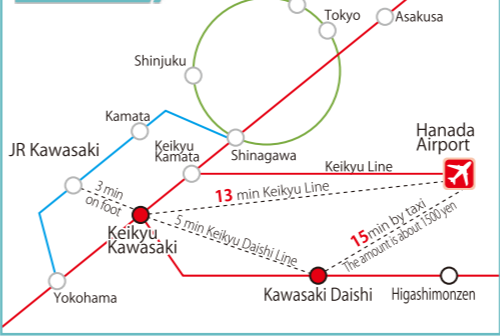 Tokyo
Asakusa
Shinjuku
Kamata
Hanada
Airport
JR Kawasaki
Keikyu
Kamata
Shinagawa
Keikyu Line
3 min
on foot
13 min Keikyu Line
Keikyu
Kawasaki
5 min Keikyu Daishi Line
15min by taxi
The amount is about 1500 yen
Yokohama
Kawasaki Daishi
Higashimonzen